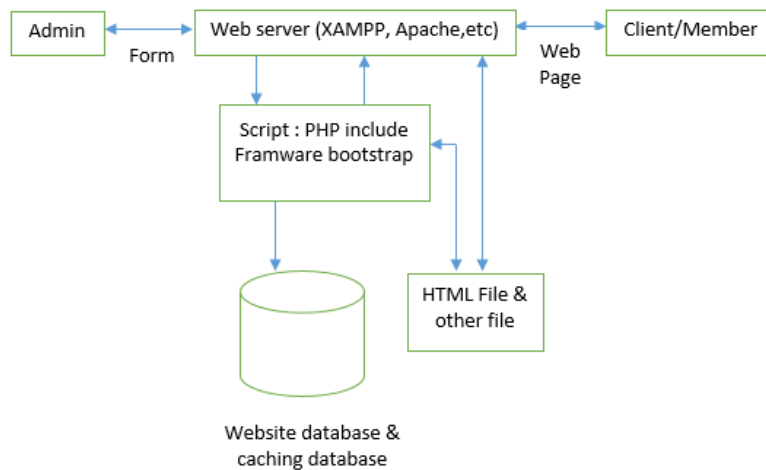 Admin
Form
Web server (XAMPP, Apache,etc)
Web
Page
Client/Member
Script : PHP include
Framware bootstrap
HTML File &
other file
Website database &
caching database